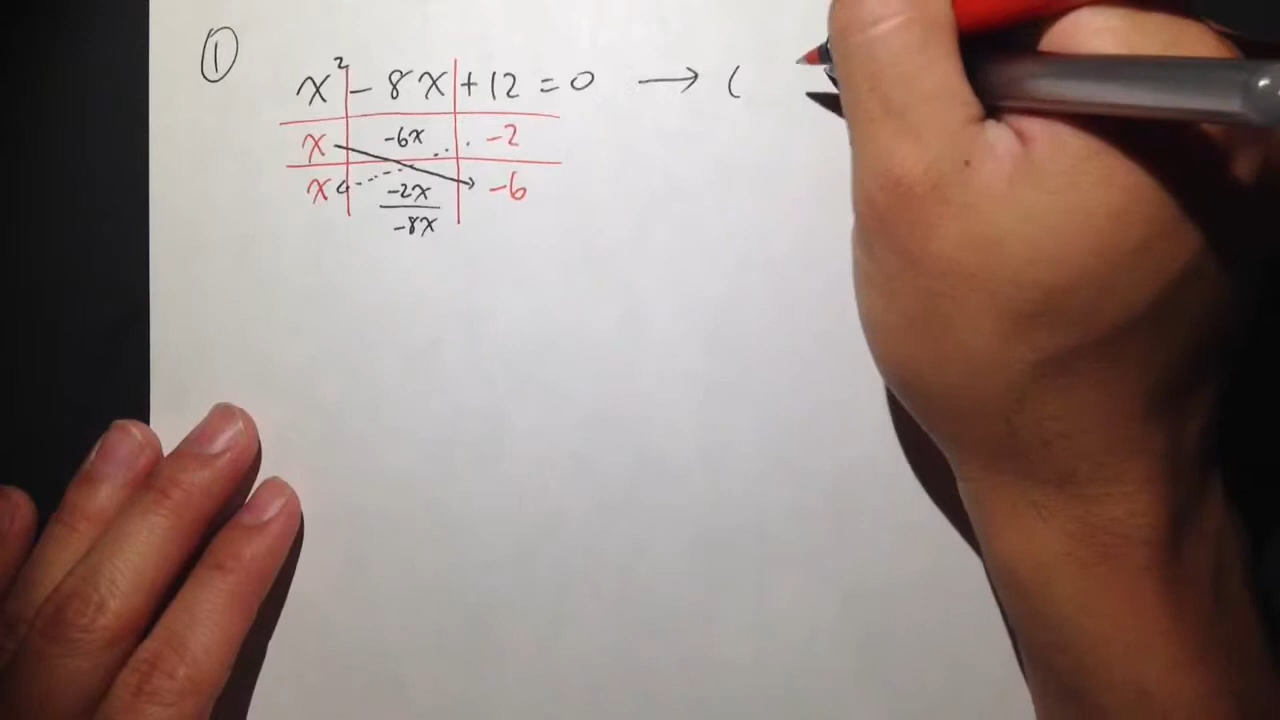 ①
x² - 8x + 12 = 0 → (
x -6x -2
x -2x -6
-8x